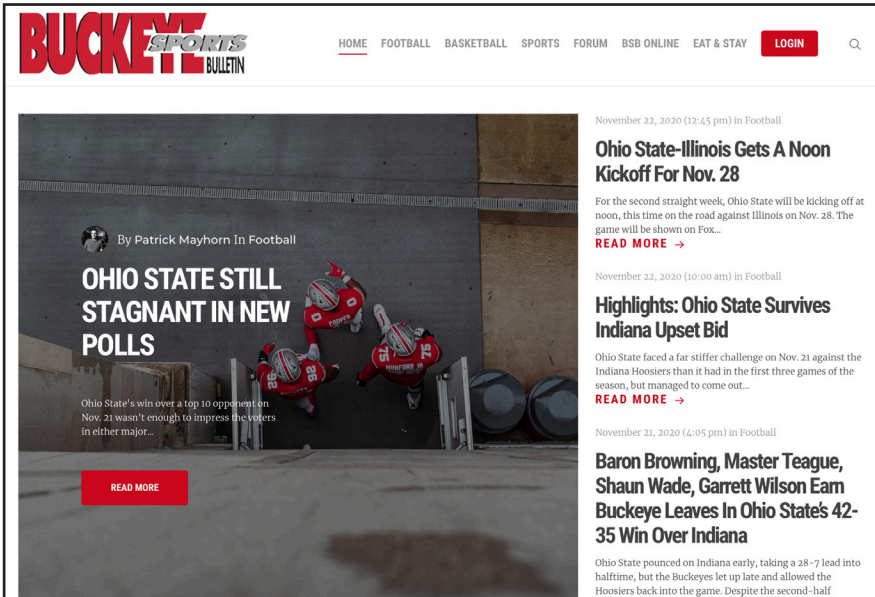 BUCKEYE
SPORTS
BULLETIN
HOME FOOTBALL BASKETBALL SPORTS FORUM BSB ONLINE EAT & STAY LOGIN
By Patrick Mayhorn In Football
OHIO STATE STILL
STAGNANT IN NEW
POLLS
Ohio State's win over a top 10 opponent on
Nov. 21 wasn't enough to impress the voters
in either major...
READ MORE
0
COOPER
75
MUNFORD JR
75
92
November 22, 2020 (12:45 pm) in Football
Ohio State-Illinois Gets A Noon
Kickoff For Nov. 28
For the second straight week, Ohio State will be kicking off at
noon, this time on the road against Illinois on Nov. 28. The
game will be shown on Fox...
READ MORE →
November 22, 2020 (10:00 am) in Football
Highlights: Ohio State Survives
Indiana Upset Bid
Ohio State faced a far stiffer challenge on Nov. 21 against the
Indiana Hoosiers than it had in the first three games of the
season, but managed to come out...
READ MORE →
November 21, 2020 (4:05 pm) in Football
Baron Browning, Master Teague,
Shaun Wade, Garrett Wilson Earn
Buckeye Leaves In Ohio State's 42-
35 Win Over Indiana
Ohio State pounced on Indiana early, taking a 28-7 lead into
halftime, but the Buckeyes let up late and allowed the
Hoosiers back into the game. Despite the second-half